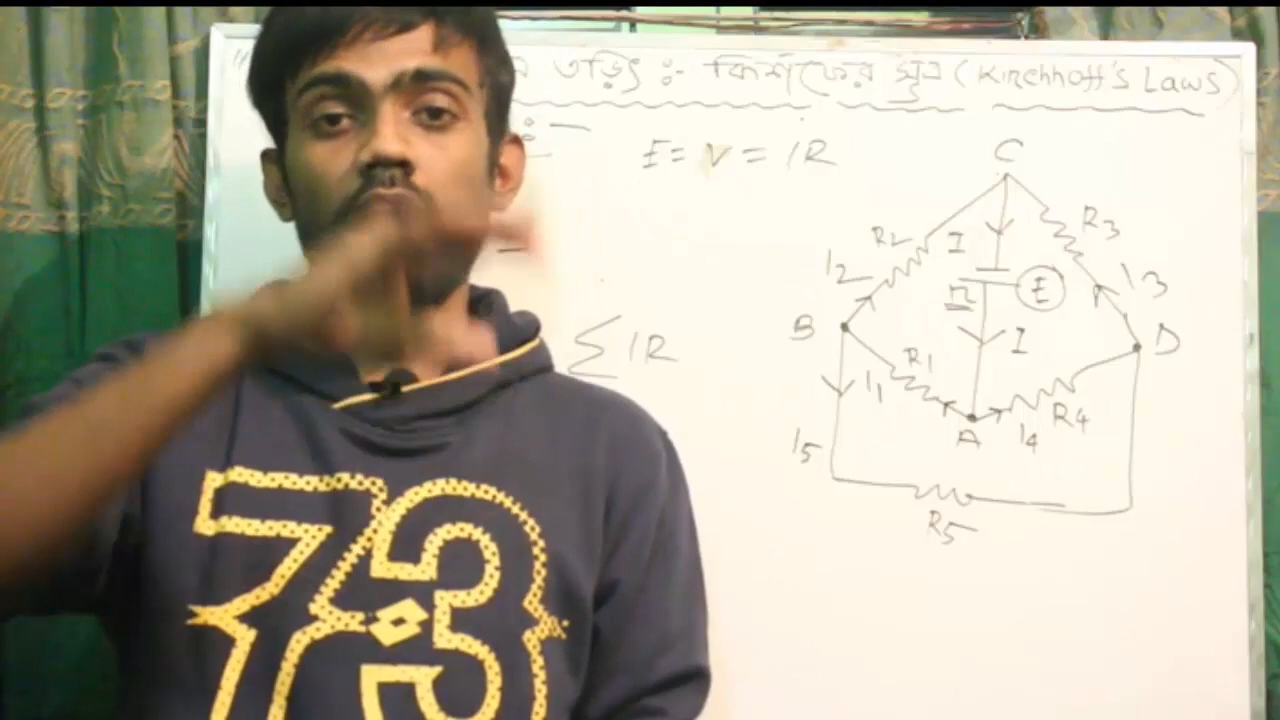 তড়িৎ :- কির্শফের সূত্র (Kirchhoff's Laws)
E = V = IR
C
R2
I
R3
I2
E
I3
r
B
I
D
R1
ΣIR
I1
R4
A
I4
I5
R5
73